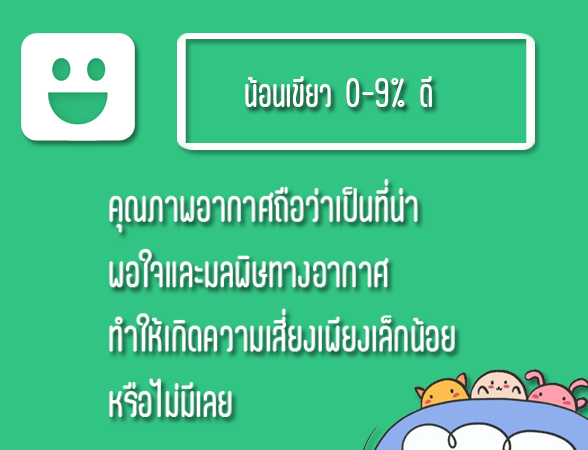 น้อนเขียว 0-9% ดี
คุณภาพอากาศถือว่าเป็นที่น่า
พอใจและมลพิษทางอากาศ
ทำให้เกิดความเสี่ยงเพียงเล็กน้อย
หรือไม่มีเลย